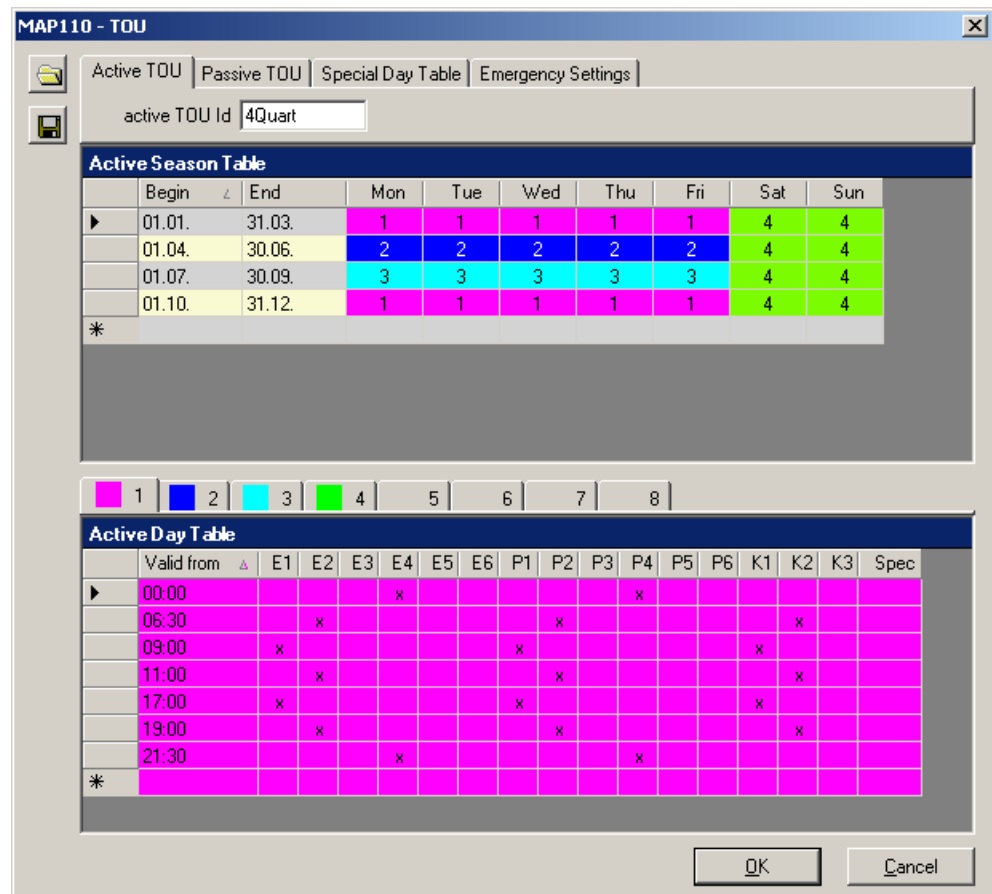 MAP110 - TOU
Active TOU Passive TOU Special Day Table Emergency Settings
active TOU Id 4Quart
Active Season Table
Begin End Mon Tue Wed Thu Fri Sat Sun
01.01. 31.03. 1 1 1 1 1 4 4
01.04. 30.06. 2 2 2 2 2 4 4
01.07. 30.09. 3 3 3 3 3 4 4
01.10. 31.12. 1 1 1 1 1 4 4
*
1 2 3 4 5 6 7 8
Active Day Table
Valid from E1 E2 E3 E4 E5 E6 P1 P2 P3 P4 P5 P6 K1 K2 K3 Spec
00:00 x x
06:30 x x x
09:00 x x x
11:00 x x x
17:00 x x x
19:00 x x x
21:30 x x
*
OK Cancel